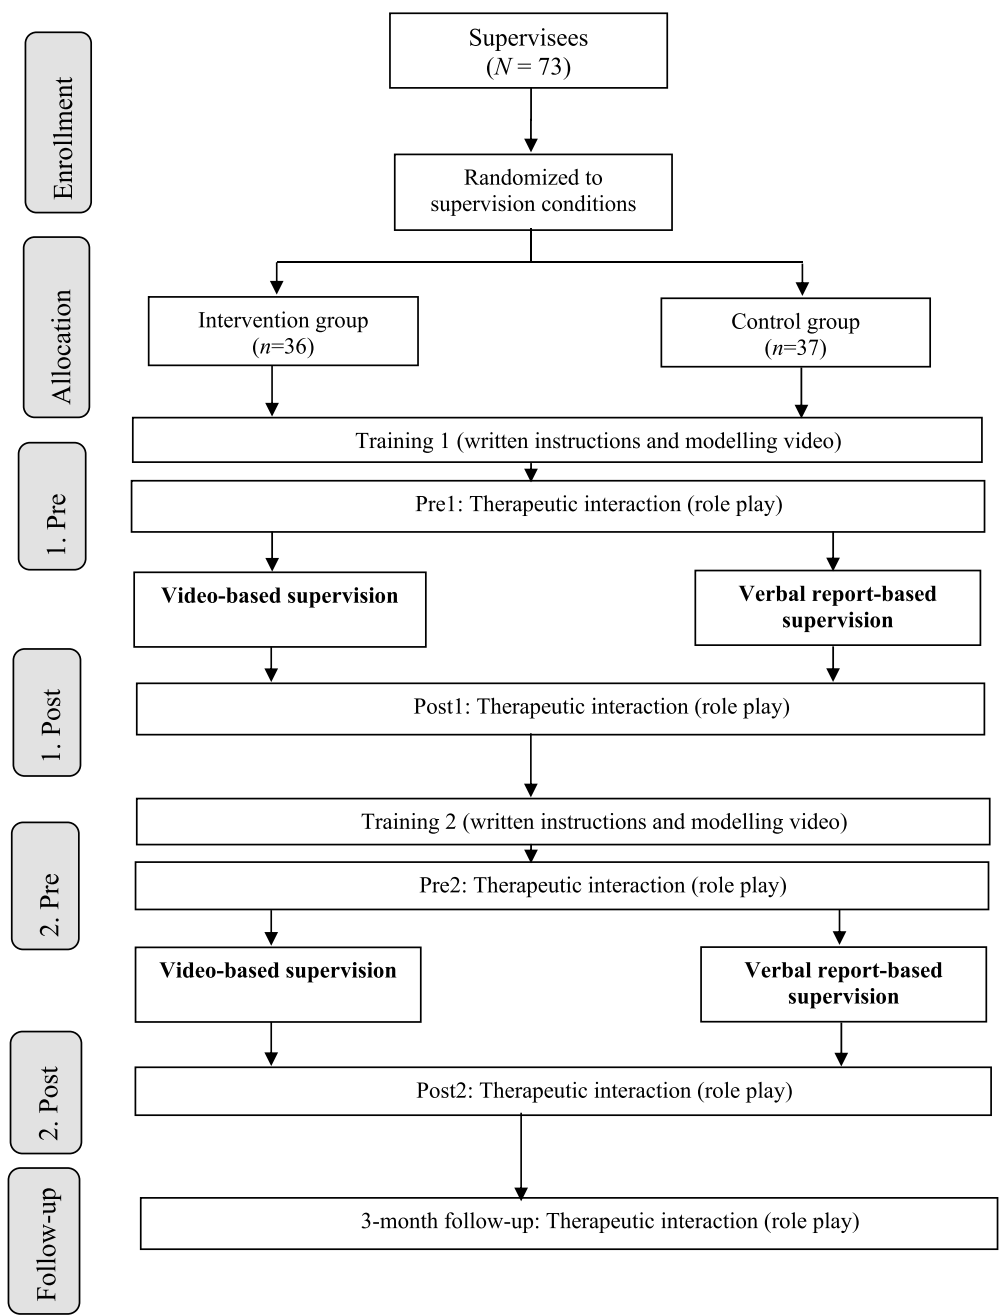 Enrollment
Supervisees
(N = 73)
Randomized to
supervision conditions
Allocation
Intervention group
(n=36)
Control group
(n=37)
Training 1 (written instructions and modelling video)
1. Pre
Pre1: Therapeutic interaction (role play)
Video-based supervision
Verbal report-based
supervision
1. Post
Post1: Therapeutic interaction (role play)
Training 2 (written instructions and modelling video)
2. Pre
Pre2: Therapeutic interaction (role play)
Video-based supervision
Verbal report-based
supervision
2. Post
Post2: Therapeutic interaction (role play)
Follow-up
3-month follow-up: Therapeutic interaction (role play)